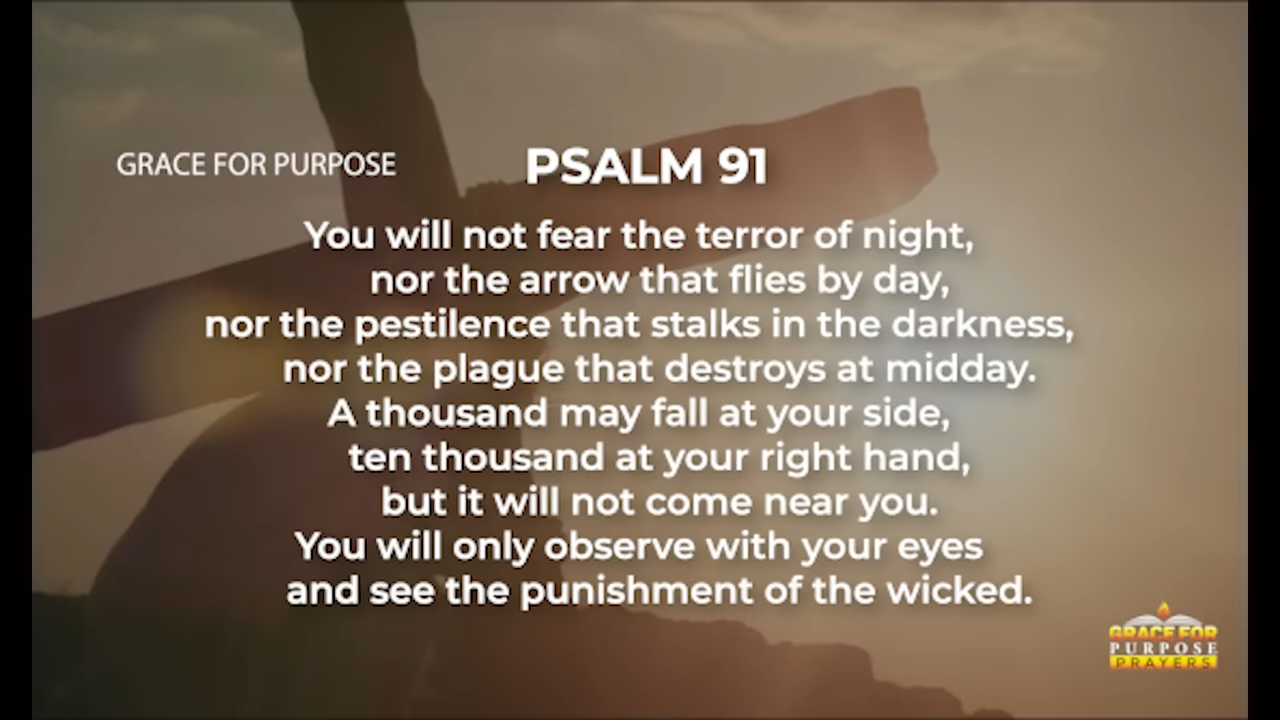 GRACE FOR PURPOSE
PSALM 91
You will not fear the terror of night,
nor the arrow that flies by day,
nor the pestilence that stalks in the darkness,
nor the plague that destroys at midday.
A thousand may fall at your side,
ten thousand at your right hand,
but it will not come near you.
You will only observe with your eyes
and see the punishment of the wicked.
GRACE FOR
PURPOSE
PRAYERS